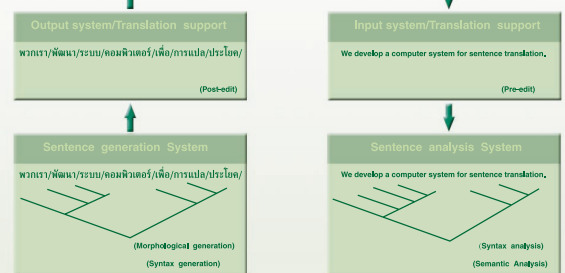 Output system/Translation support
พวกเรา/พัฒนา/ระบบ/คอมพิวเตอร์/เพื่อ/การแปล/ประโยค/
(Post-edit)
Input system/Translation support
We develop a computer system for sentence translation.
(Pre-edit)
Sentence generation System
พวกเรา/พัฒนา/ระบบ/คอมพิวเตอร์/เพื่อ/การแปล/ประโยค/
(Morphological generation)
(Syntax generation)
Sentence analysis System
We develop a computer system for sentence translation.
(Syntax analysis)
(Semantic Analysis)